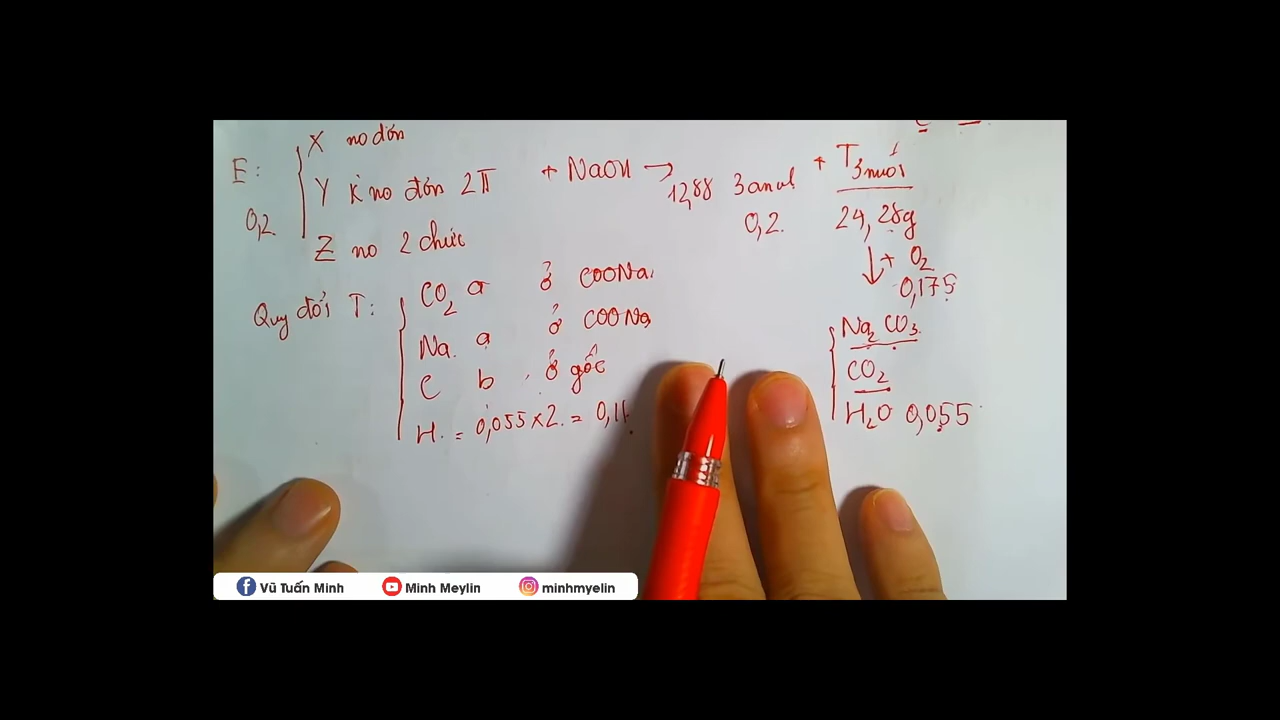 X no đơn
E: Y k no đơn 2π + NaOH → 12,88 3 ancol + T 3 muối
0,2 Z no 2 chức 0,2. 24,28g
↓ + O2 0,175
Quy đổi T: CO2 a ở COONa
Na. a ở COONa
C b ở gốc
H. = 0,055 x 2. = 0,11.
Na2CO3
CO2
H2O 0,055
Vũ Tuấn Minh Minh Meylin minhmyelin